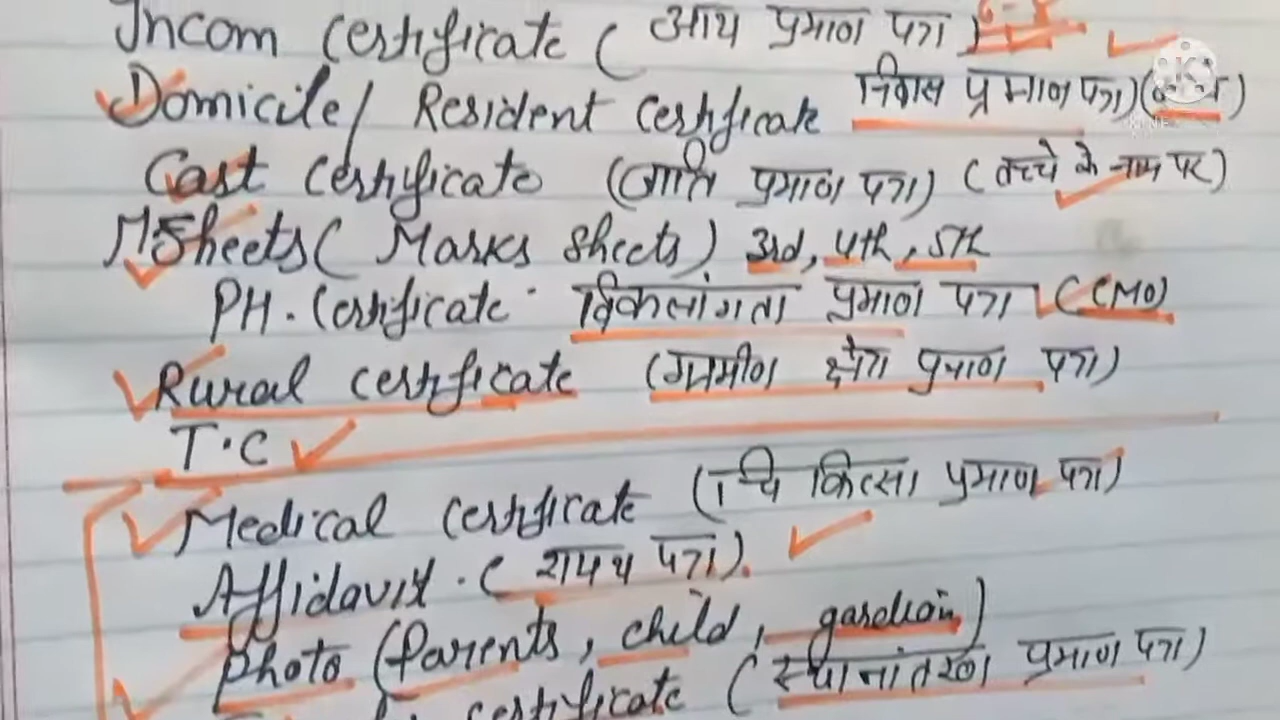 Incom Certificate ( आय प्रमाण पत्र )
Domicile/ Resident Certificate निवास प्रमाण पत्र)
Cast Certificate (जाति प्रमाण पत्र) (बच्चे के नाम पर)
M Sheets( Marks sheets) 3rd, 4th, 5th
PH. Certificate विकलांगता प्रमाण पत्र (CMO)
Rural certificate (ग्रामीण क्षेत्र प्रमाण पत्र)
T.C
Medical Certificate (चिकित्सा प्रमाण पत्र)
Affidavit. (शपथ पत्र).
Photo (Parents, child, gardian)
certificate (स्थानांतरण प्रमाण पत्र)